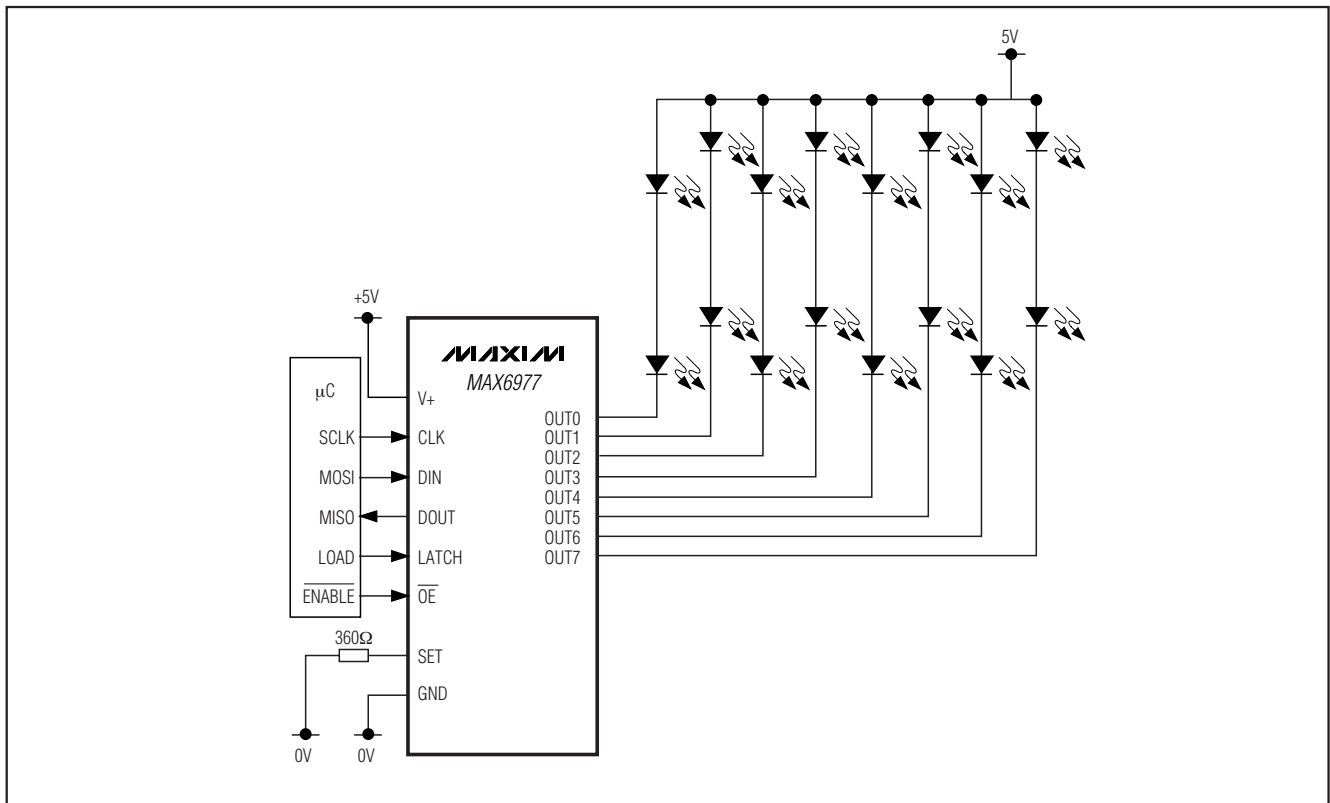 5V
+5V
MAXIM
MAX6977
µC
SCLK
MOSI
MISO
LOAD
ENABLE
V+
CLK
DIN
DOUT
LATCH
OE
SET
GND
OUT0
OUT1
OUT2
OUT3
OUT4
OUT5
OUT6
OUT7
360Ω
0V
0V